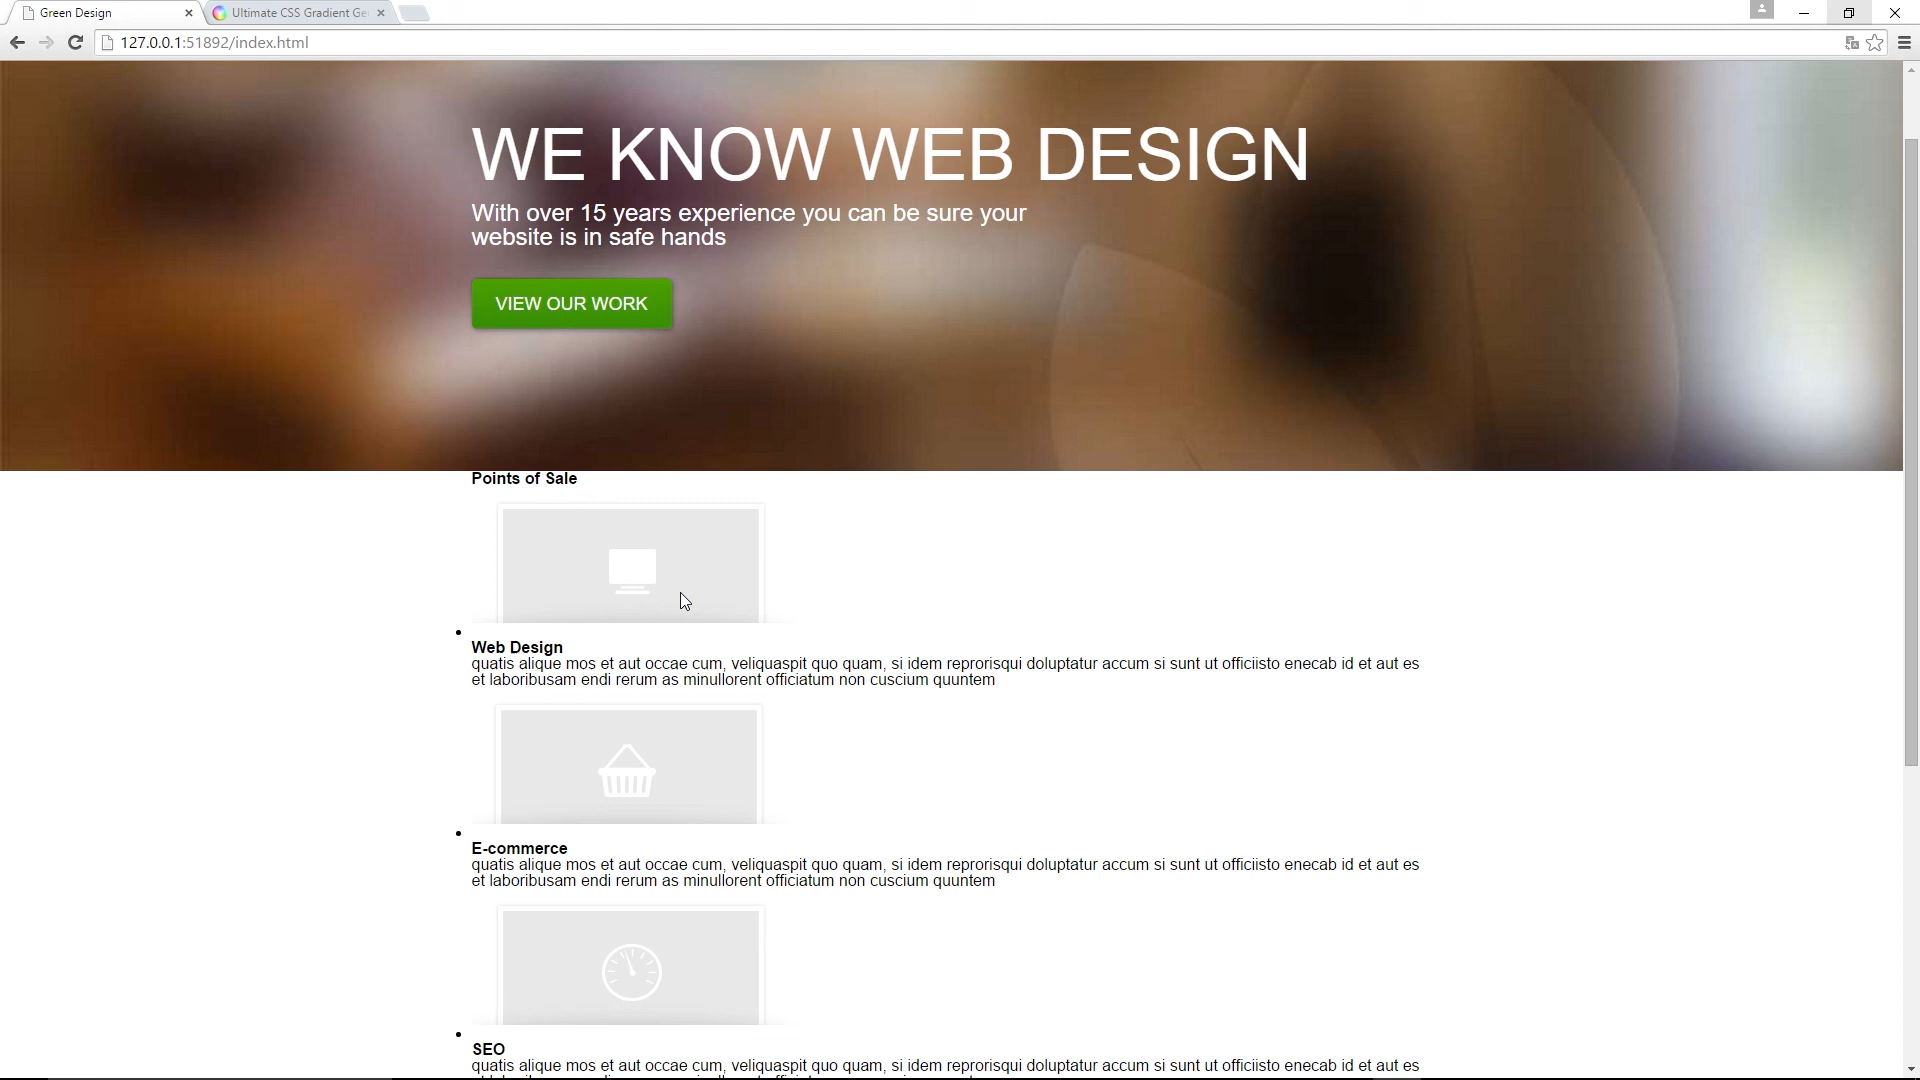 Green Design
Ultimate CSS Gradient Ge
127.0.0.1:51892/index.html
WE KNOW WEB DESIGN
With over 15 years experience you can be sure your
website is in safe hands
VIEW OUR WORK
Points of Sale
Web Design
quatis alique mos et aut occae cum, veliquaspit quo quam, si idem reprorisqui doluptatur accum si sunt ut officiisto enecab id et aut es
et laboribusam endi rerum as minullorent officiatum non cuscium quuntem
E-commerce
quatis alique mos et aut occae cum, veliquaspit quo quam, si idem reprorisqui doluptatur accum si sunt ut officiisto enecab id et aut es
et laboribusam endi rerum as minullorent officiatum non cuscium quuntem
SEO
quatis alique mos et aut occae cum, veliquaspit quo quam, si idem reprorisqui doluptatur accum si sunt ut officiisto enecab id et aut es